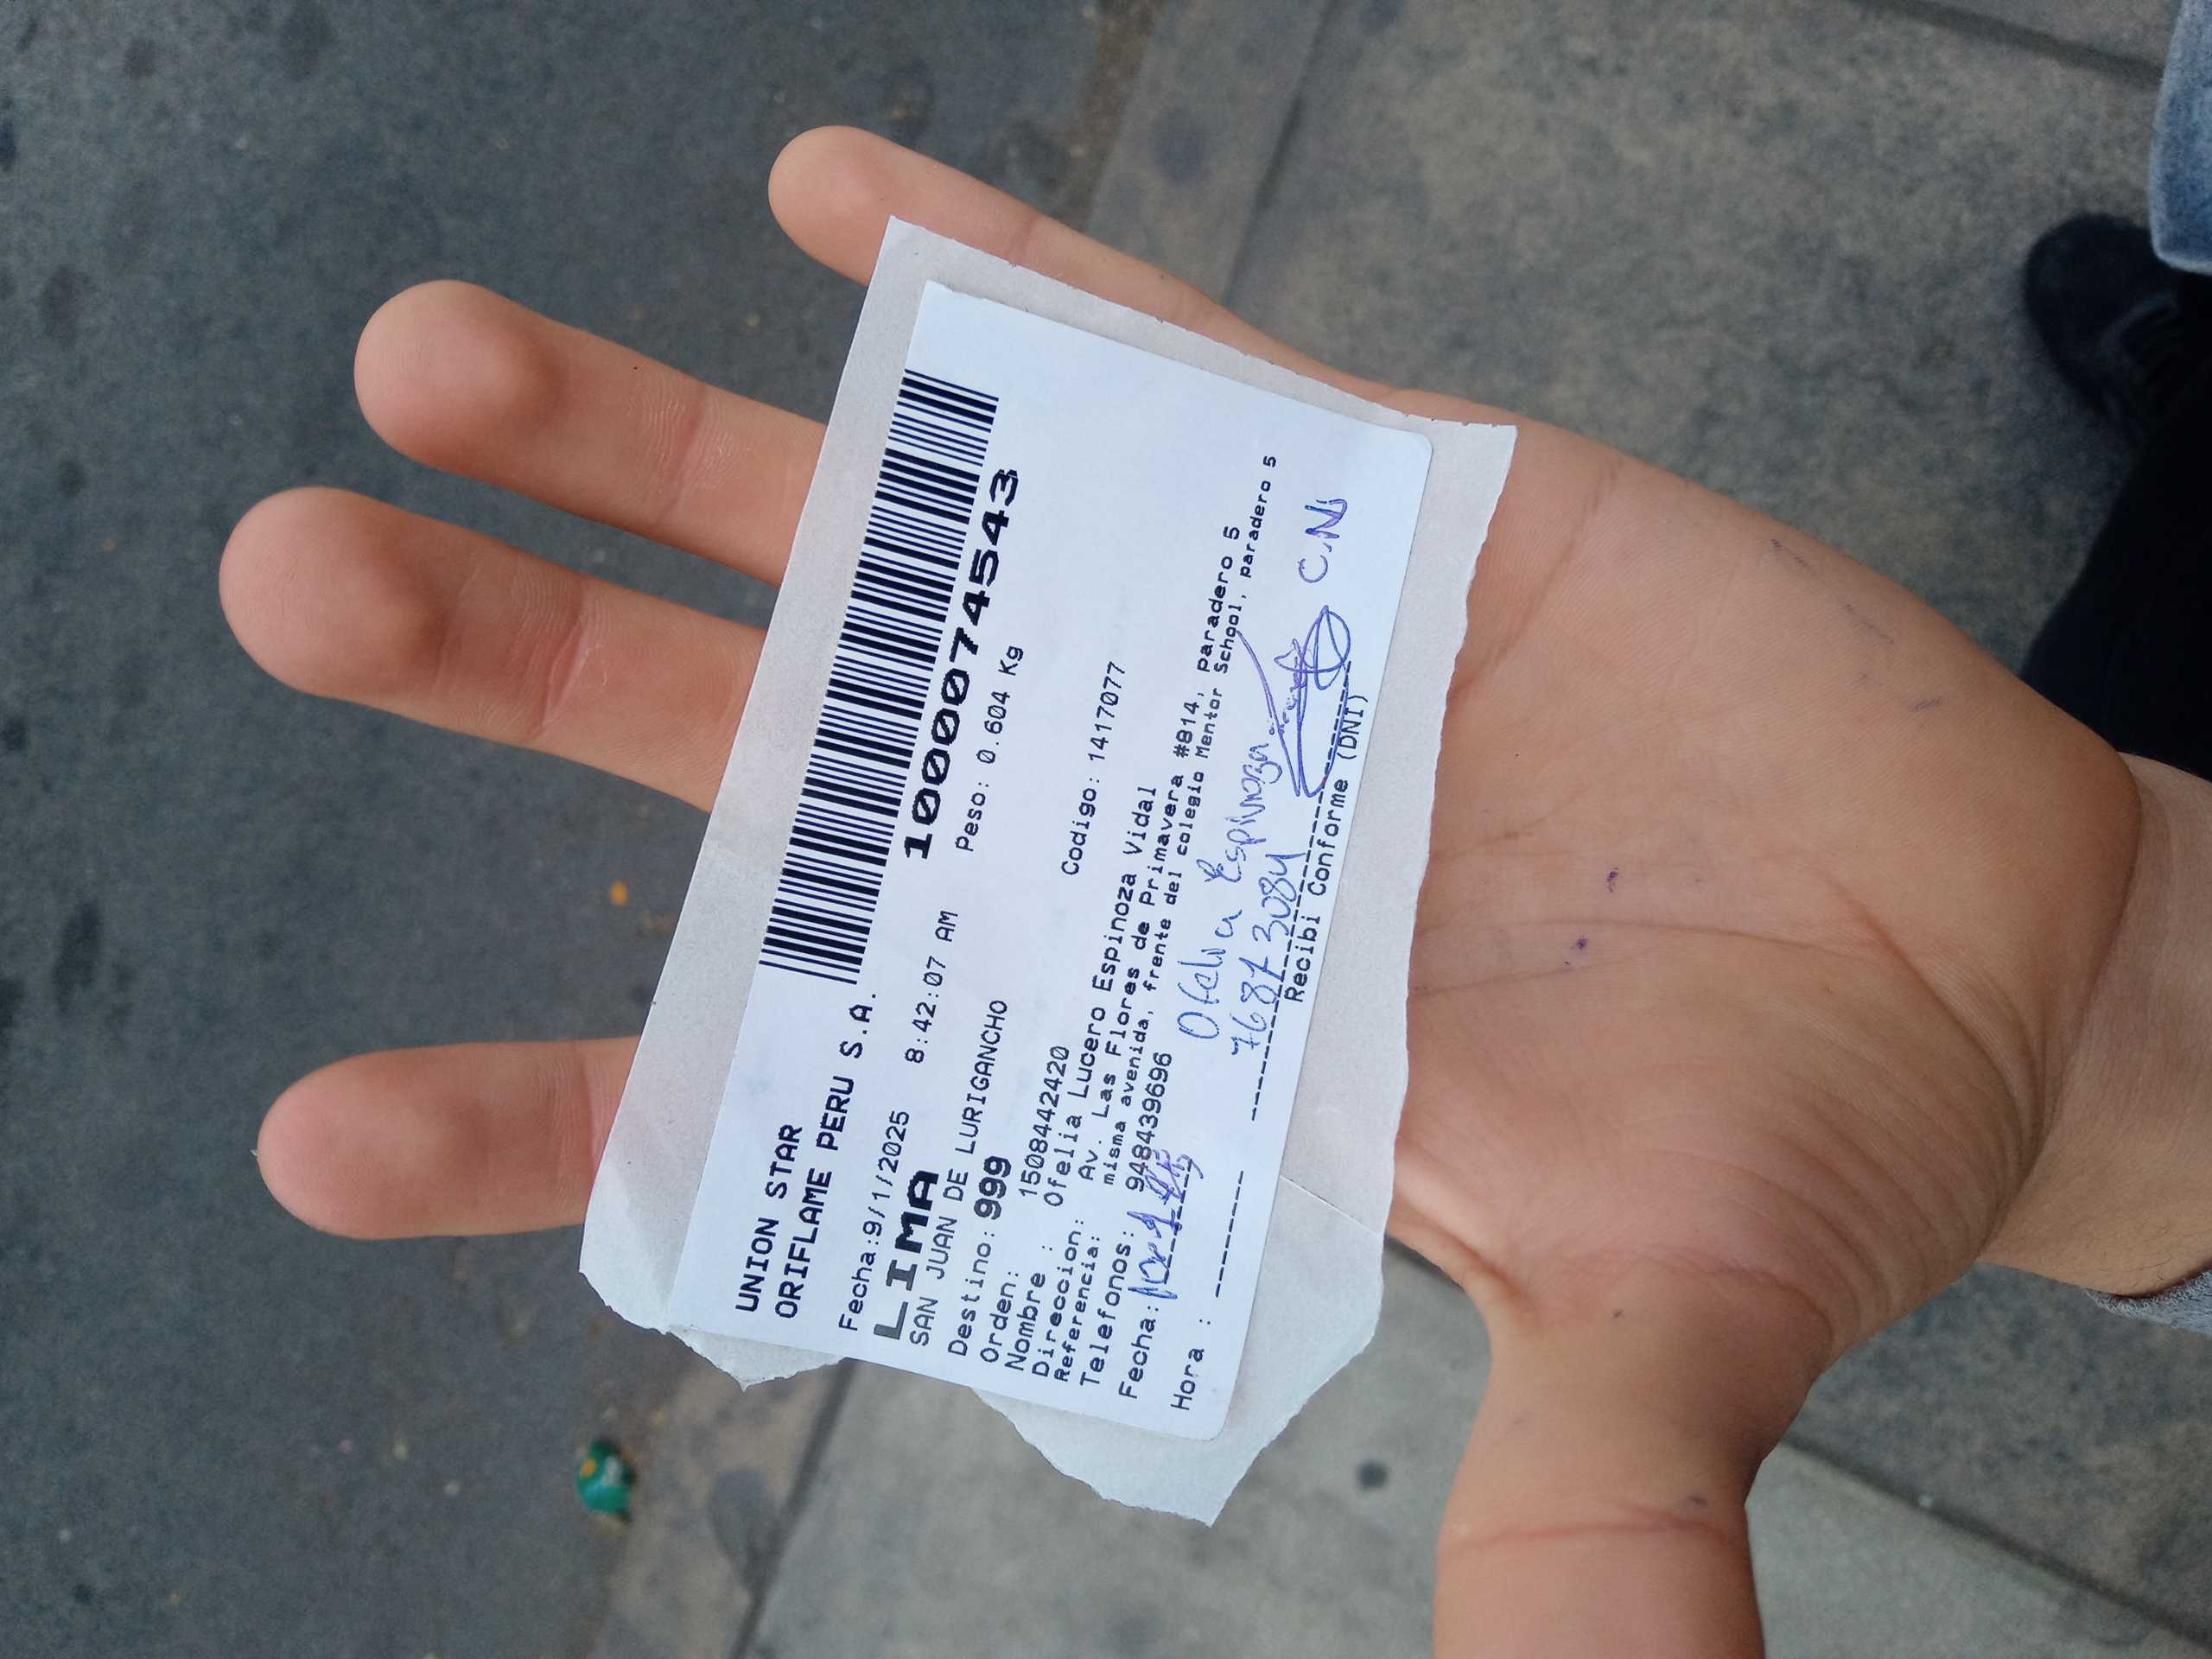 UNION STAR
ORIFLAME PERU S.A.
1000074543
Fecha:9/1/2025 8:42:07 AM Peso: 0.604 Kg
LIMA
SAN JUAN DE LURIGANCHO
Destino: 999
Orden: 150844242​0 Codigo: 1417077
Nombre : Ofelia Lucero Espinoza Vidal
Direccion: Av. Las Flores de Primavera #814, paradero 5
Referencia: misma avenida, frente del colegio Mentor School, paradero 5
Telefonos: 948439696
Fecha:
Hora :
Ofelia Espinoza
C.N
Recibi Conforme (DNI)